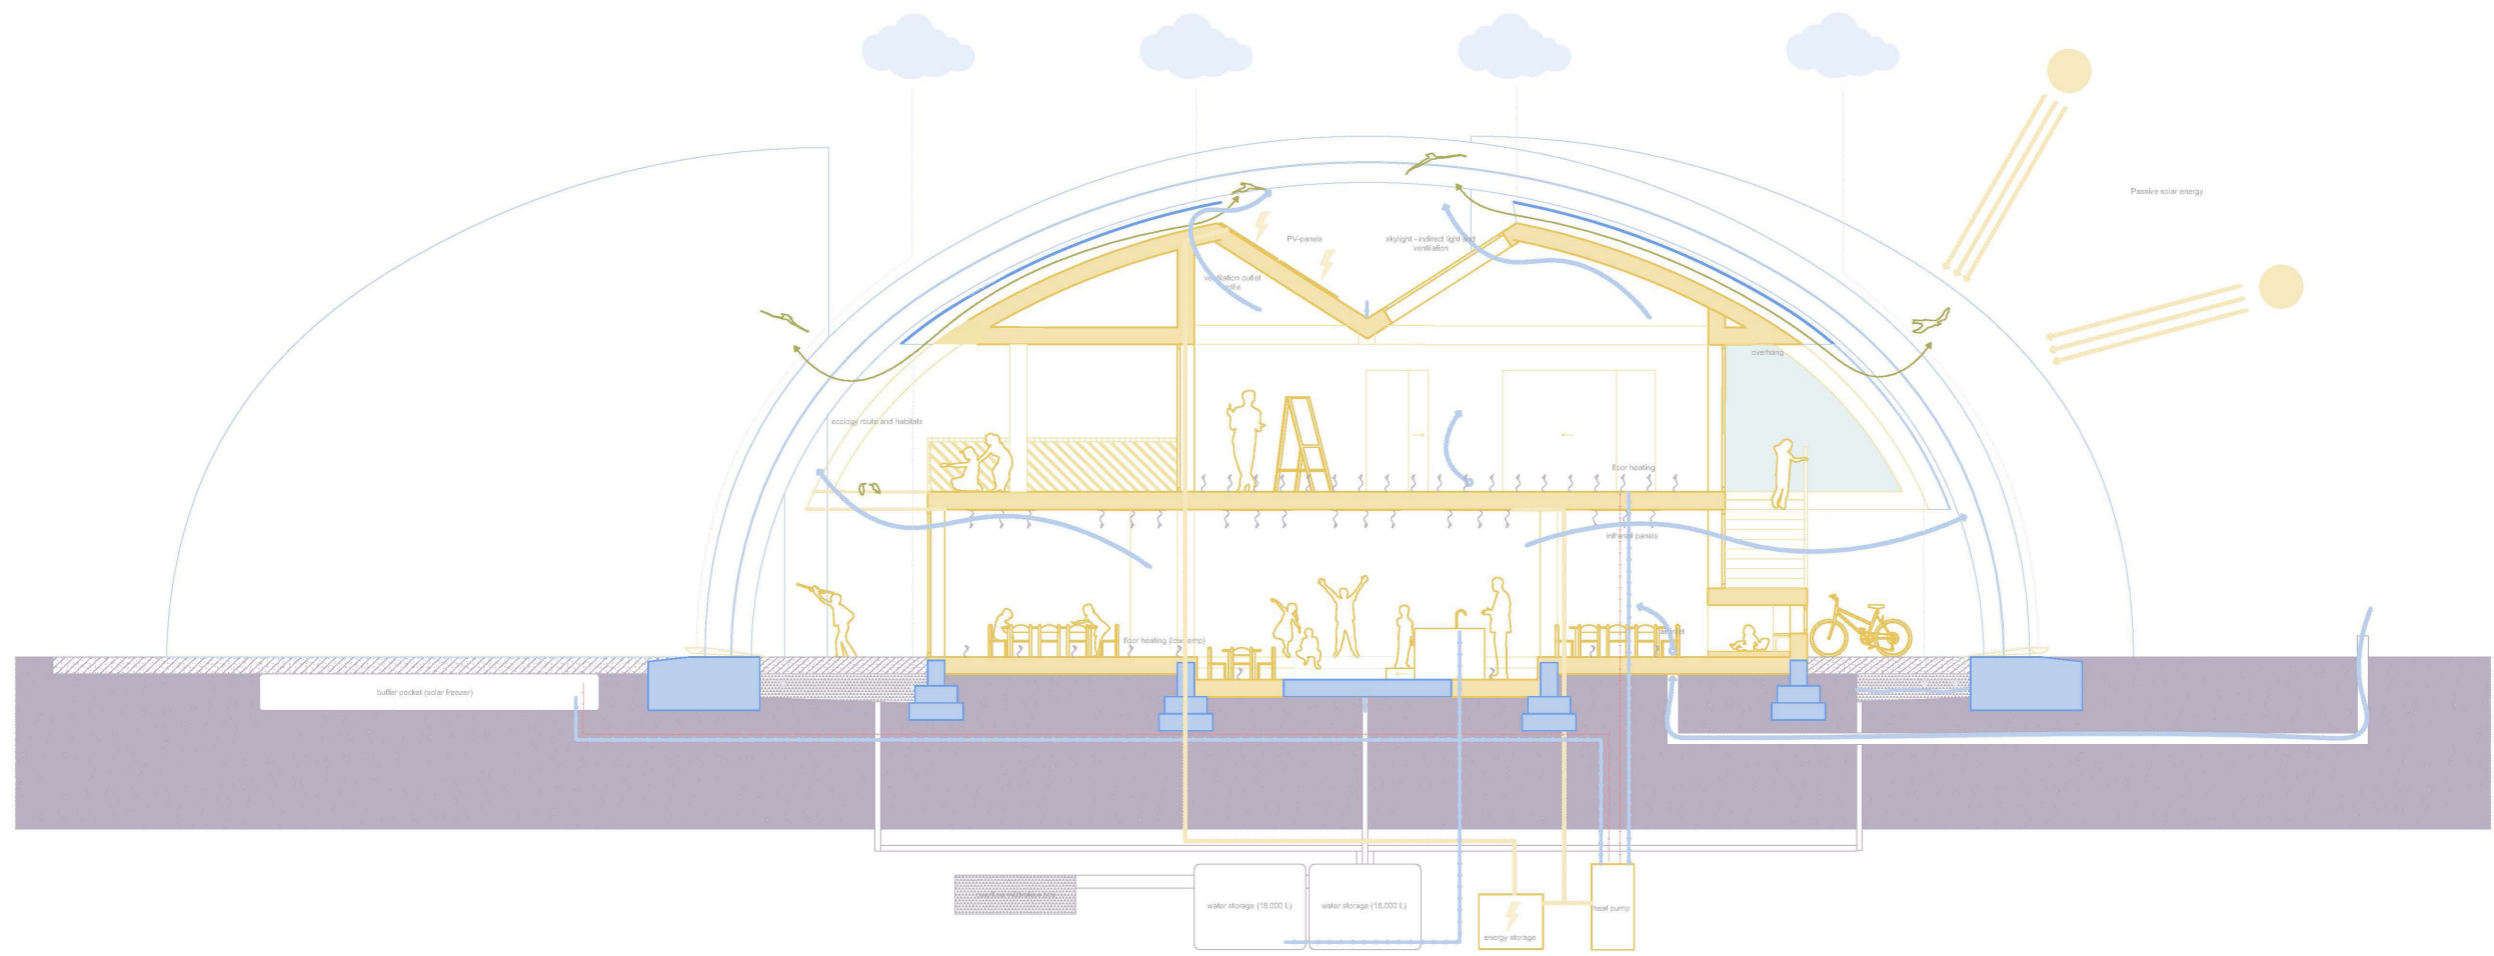 Passive solar energy
PV-panels
skylight - indirect light and
ventilation
ventilation outlet
overhang
ecology route and habitats
floor heating
infrared panels
floor heating (low temp)
buffer pocket (solar freezer)
water storage (16.000 L)
water storage (16.000 L)
heat pump
energy storage